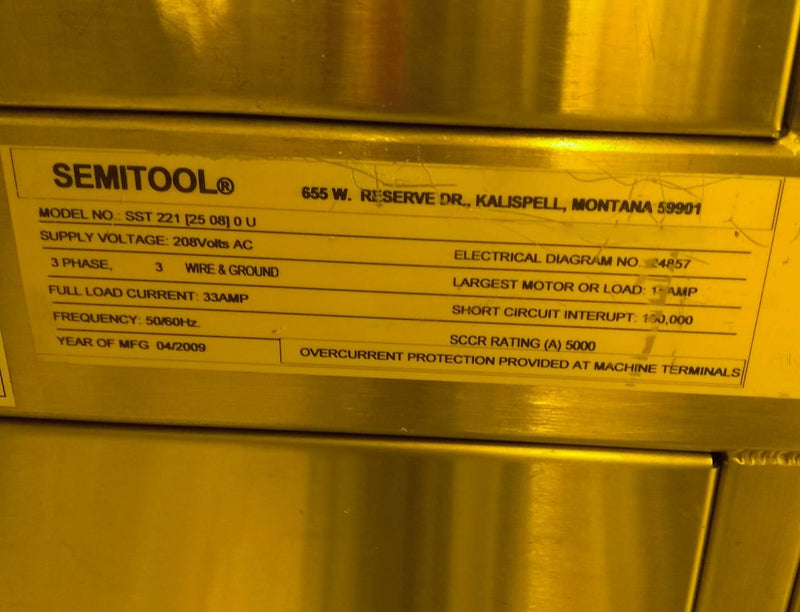 SEMITOOL® 655 W. RESERVE DR., KALISPELL, MONTANA 59901
MODEL NO.: SST 221 [25 08] 0 U
SUPPLY VOLTAGE: 208Volts AC
ELECTRICAL DIAGRAM NO.
3 PHASE, 3 WIRE & GROUND
LARGEST MOTOR OR LOAD:
FULL LOAD CURRENT: 33AMP
SHORT CIRCUIT INTERUPT:
FREQUENCY: 50/60Hz.
SCCR RATING (A) 5000
YEAR OF MFG 04/2009
OVERCURRENT PROTECTION PROVIDED AT MACHINE TERMINALS